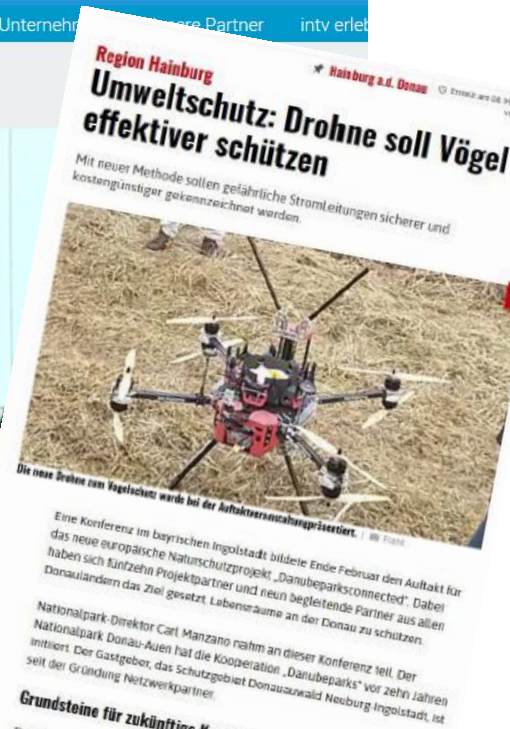 Unternehm
ere Partner
intv erleb
Region Hainburg
Hainburg a.d. Donau
Umweltschutz: Drohne soll Vögel
effektiver schützen
Mit neuer Methode sollen gefährliche Stromleitungen sicherer und
kostengünstiger gekennzeichnet werden.
Die neue Drohne zum Vogelschutz wurde bei der Auftaktveranstaltungpräsentiert.
Eine Konferenz im bayrischen Ingolstadt bildete Ende Februar den Auftakt für
das neue europäische Naturschutzprojekt „Danubeparksconnected“. Dabei
haben sich fünfzehn Projektpartner und neun begleitende Partner aus allen
Donauländern das Ziel gesetzt, Lebensräume an der Donau zu schützen.
Nationalpark-Direktor Carl Manzano nahm an dieser Konferenz teil. Der
Nationalpark Donau-Auen hat die Kooperation „Danubeparks“ vor zehn Jahren
initiiert. Der Gastgeber, das Schutzgebiet Donauauwald Neuburg-Ingolstadt, ist
seit der Gründung Netzwerkpartner.
Grundsteine für zukünftige